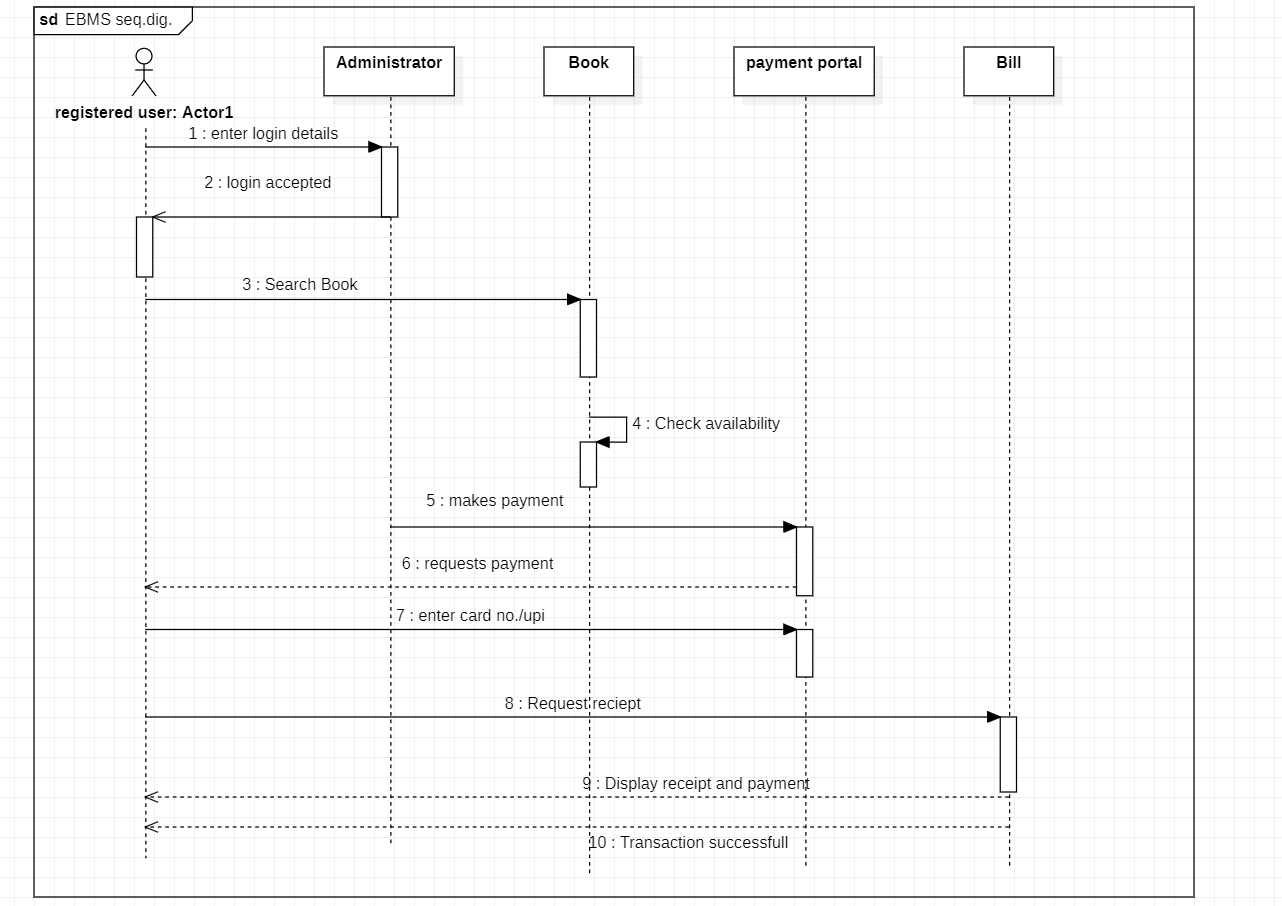 sd EBMS seq.dig.
Administrator
Book
payment portal
Bill
registered user: Actor1
1 : enter login details
2 : login accepted
3 : Search Book
4 : Check availability
5 : makes payment
6 : requests payment
7 : enter card no./upi
8 : Request reciept
9 : Display receipt and payment
10 : Transaction successfull